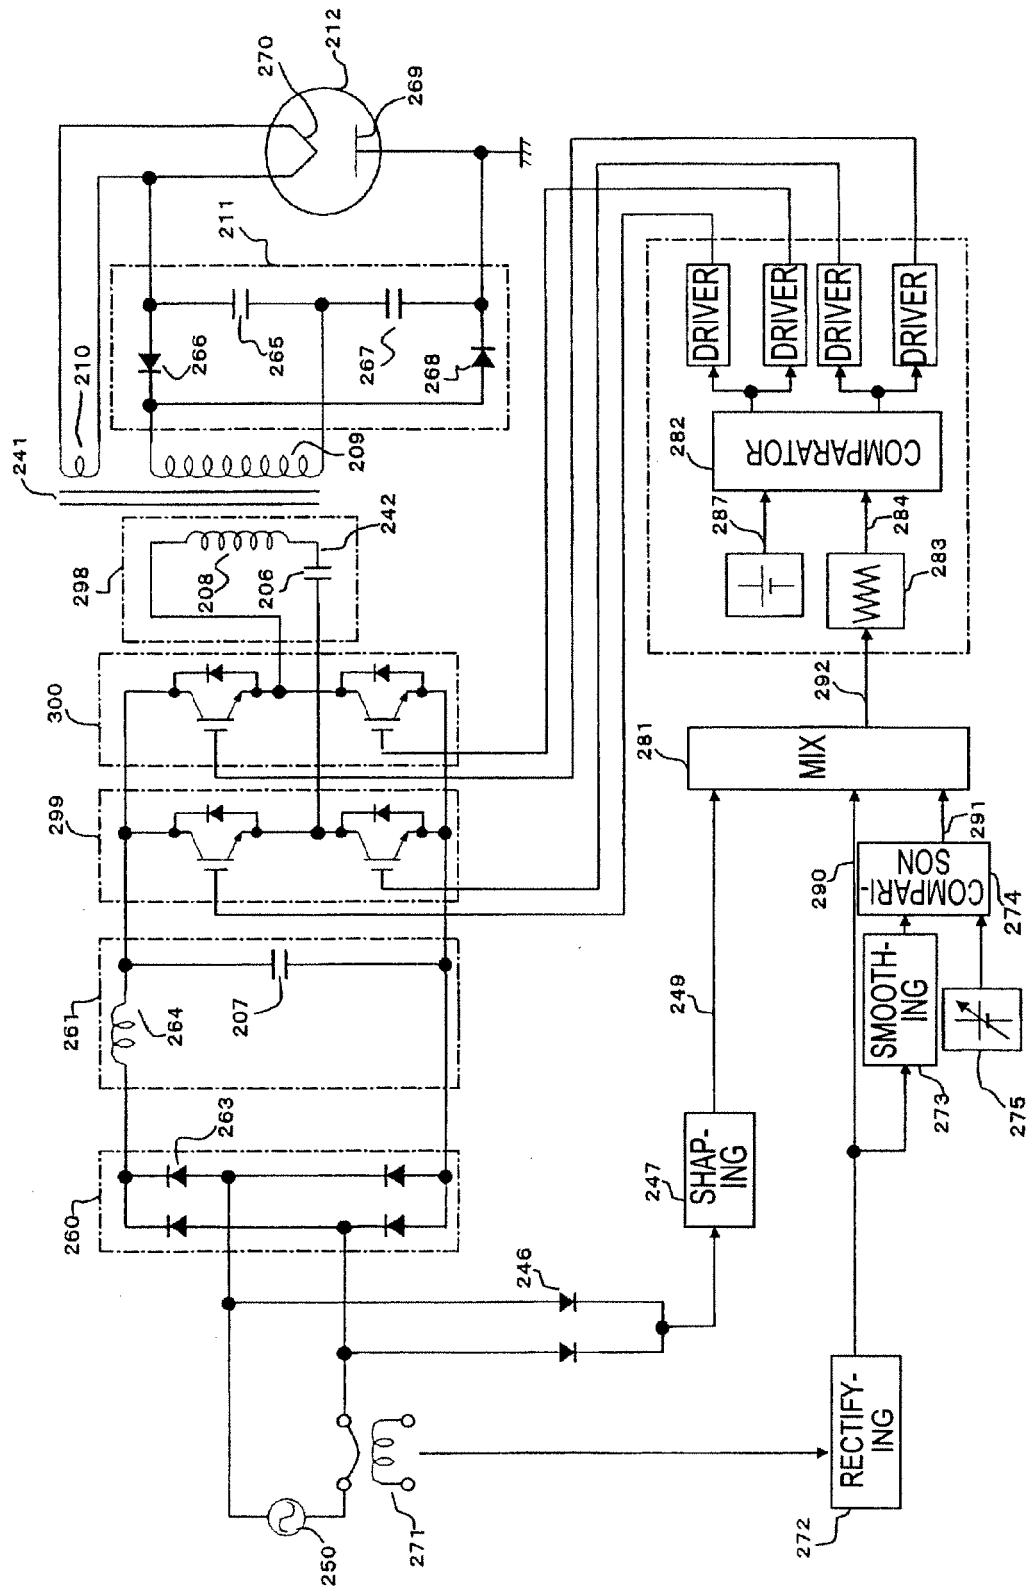 241
210
270
212
269
211
266
265
267
268
209
298
208
206
242
300
299
261
264
207
260
263
250
271
246
247
SHAP-
ING
249
272
RECTIFY-
ING
273
SMOOTH-
ING
275
274
COMPARI-
SON
290
291
281
MIX
292
283
284
287
282
COMPARATOR
DRIVER
DRIVER
DRIVER
DRIVER